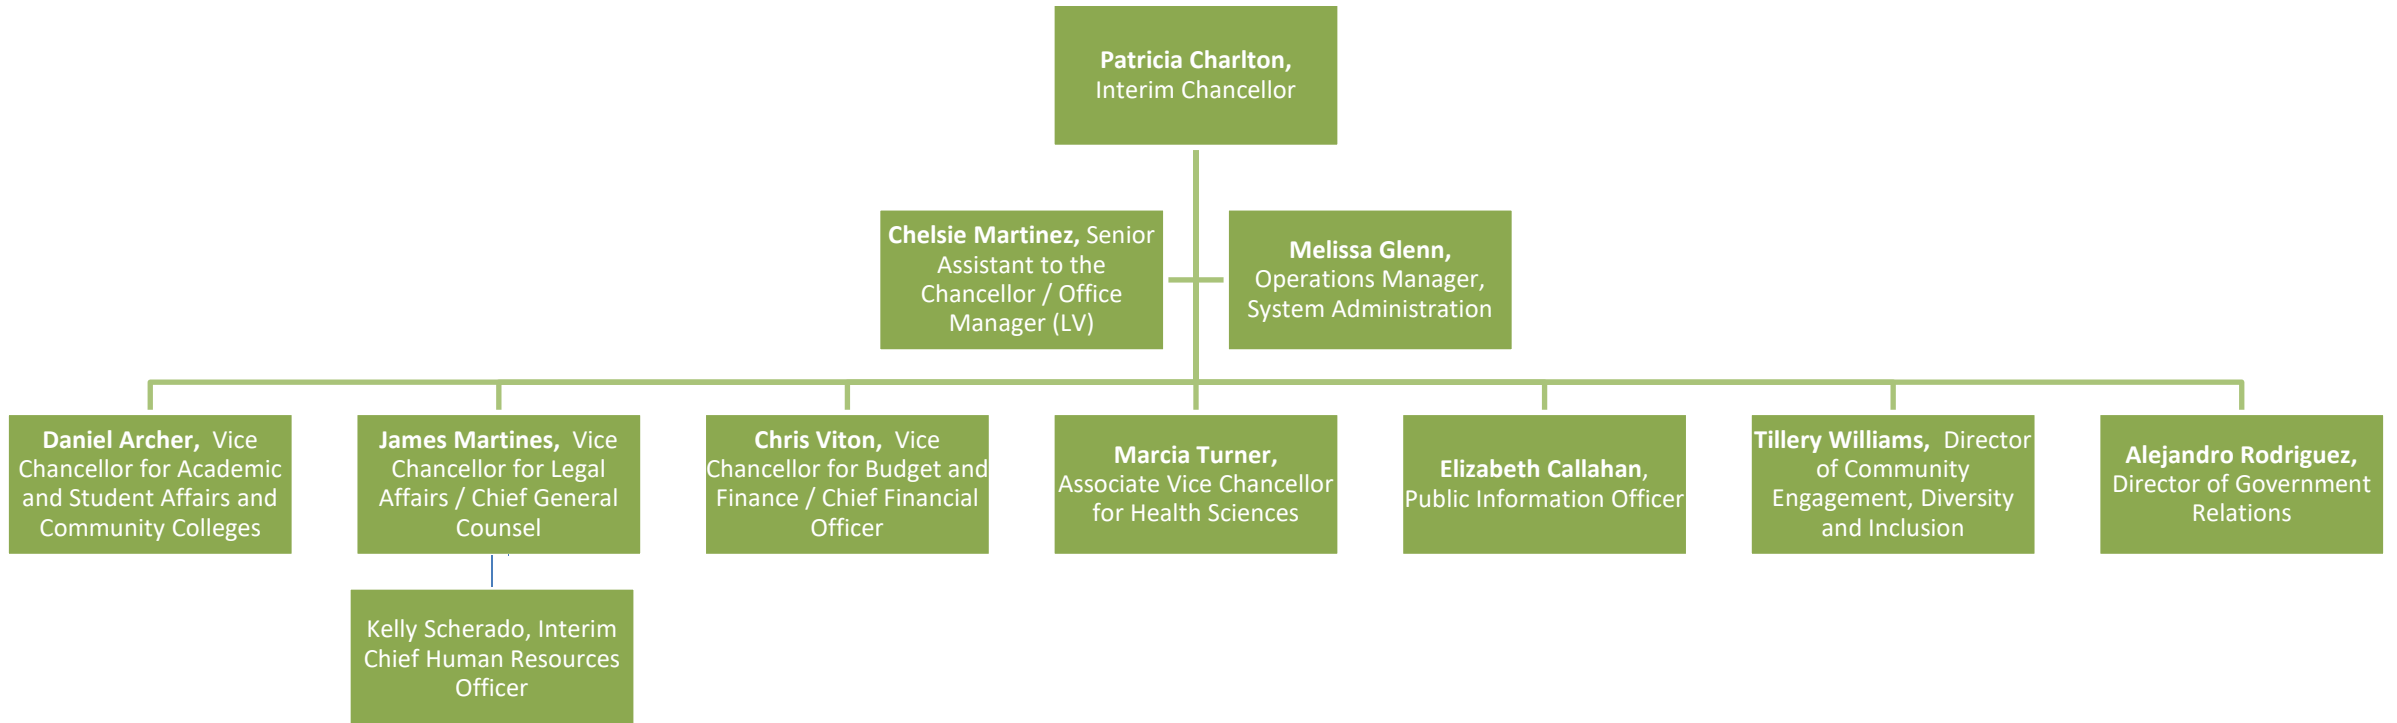 Patricia Charlton,
Interim Chancellor
Chelsie Martinez, Senior
Assistant to the
Chancellor / Office
Manager (LV)
Melissa Glenn,
Operations Manager,
System Administration
Daniel Archer, Vice
Chancellor for Academic
and Student Affairs and
Community Colleges
James Martines, Vice
Chancellor for Legal
Affairs / Chief General
Counsel
Chris Viton, Vice
Chancellor for Budget and
Finance / Chief Financial
Officer
Marcia Turner,
Associate Vice Chancellor
for Health Sciences
Elizabeth Callahan,
Public Information Officer
Tillery Williams, Director
of Community
Engagement, Diversity
and Inclusion
Alejandro Rodriguez,
Director of Government
Relations
Kelly Scherado, Interim
Chief Human Resources
Officer